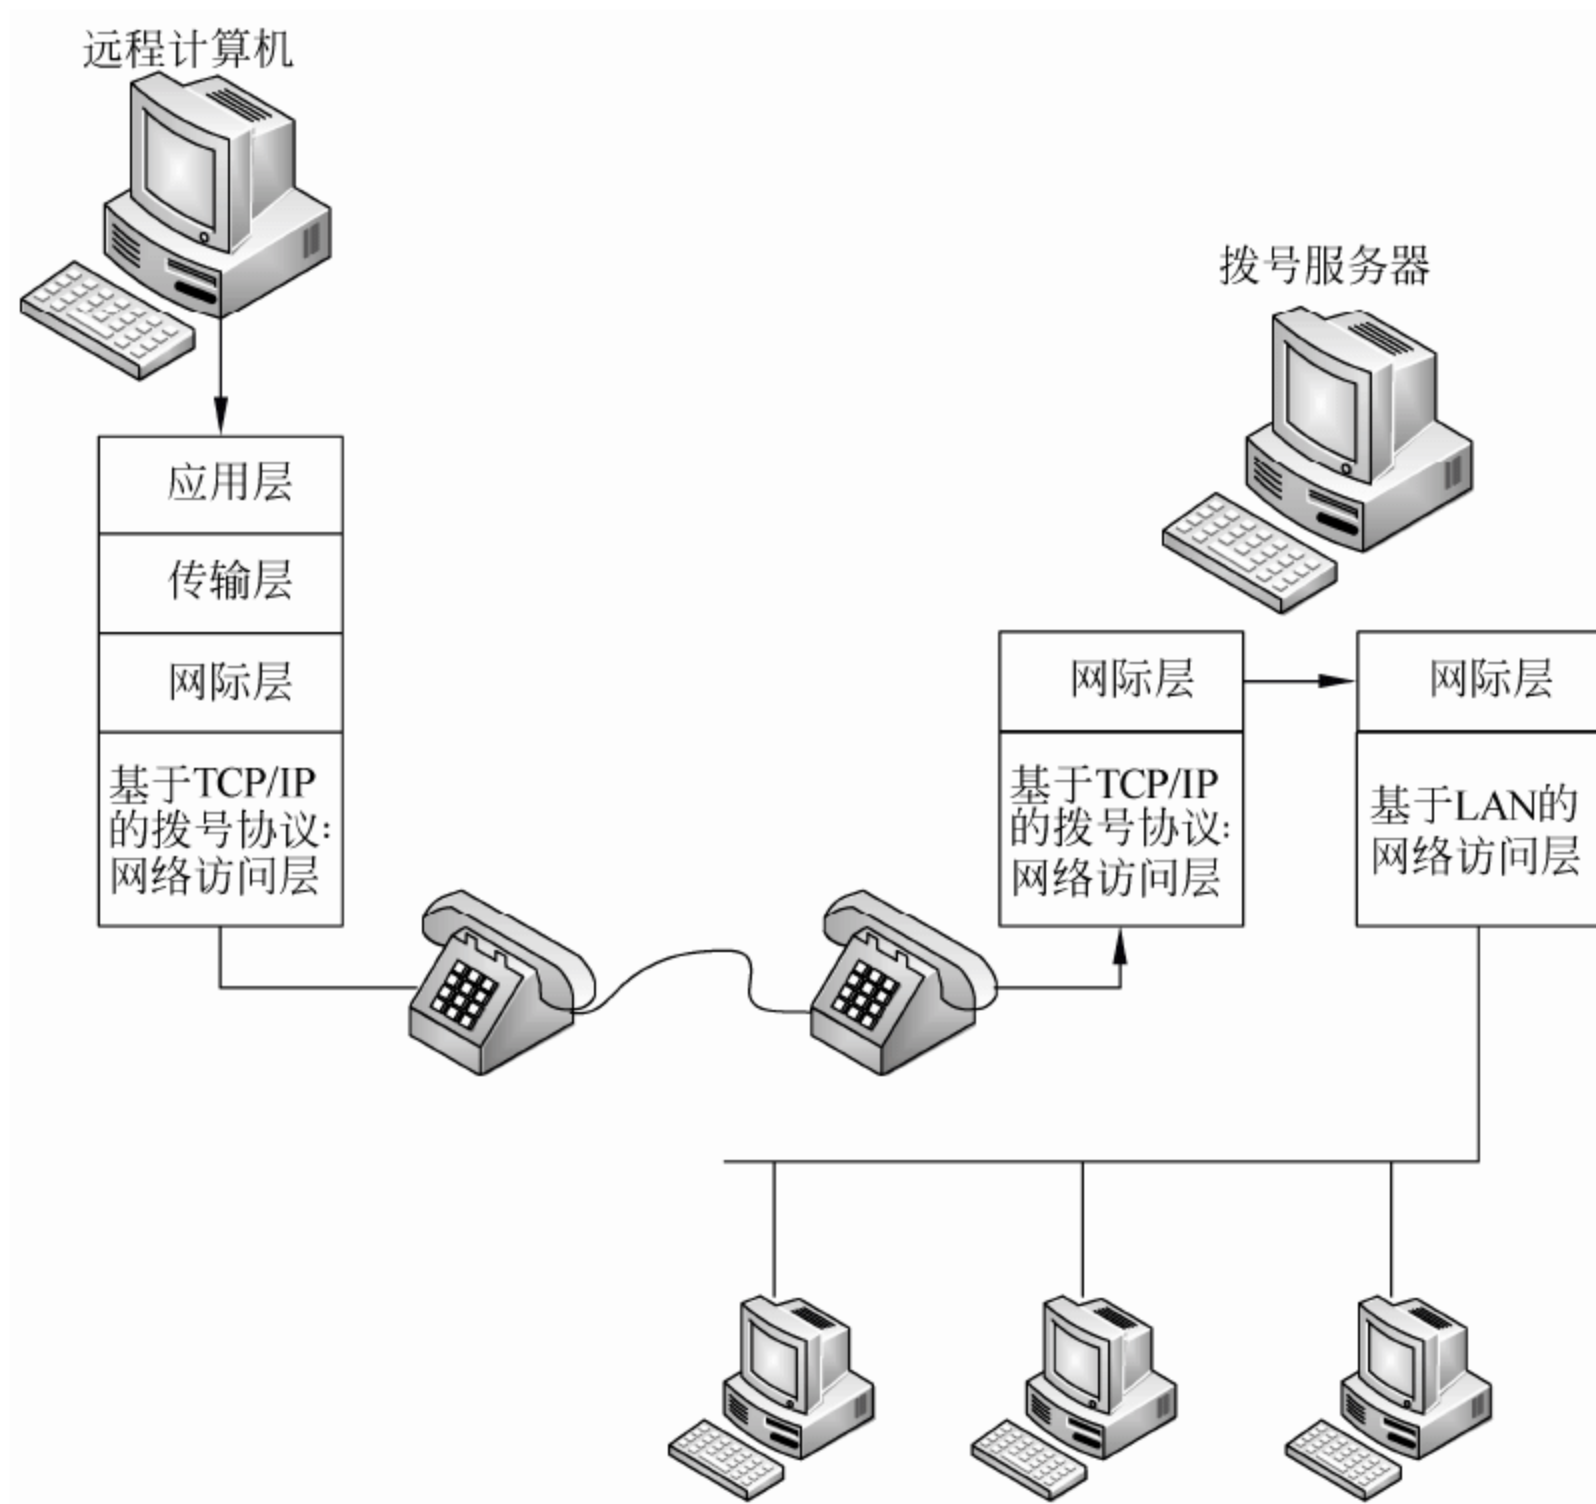 远程计算机
拨号服务器
应用层
传输层
网际层
基于TCP/IP
的拨号协议:
网络访问层
网际层
基于TCP/IP
的拨号协议:
网络访问层
网际层
基于LAN的
网络访问层